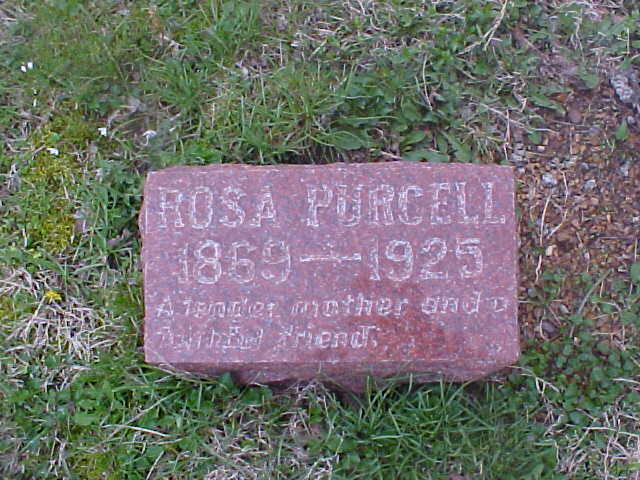 ROSA PURCELL
1869—1925
A tender mother and a
faithful friend.